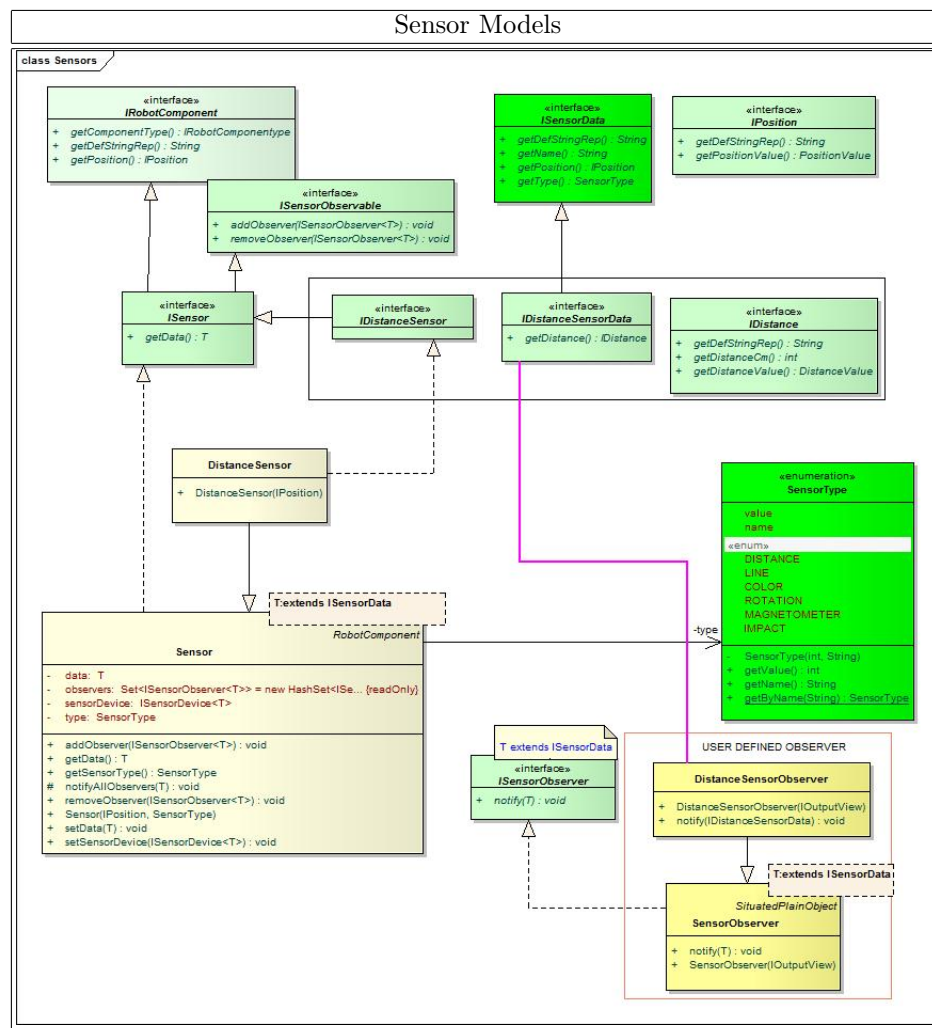 Sensor Models
class Sensors
«interface»
IRobotComponent
+ getComponentType() : IRobotComponentype
+ getDefStringRep() : String
+ getPosition() : IPosition
«interface»
ISensorData
+ getDefStringRep() : String
+ getName() : String
+ getPosition() : IPosition
+ getType() : SensorType
«interface»
IPosition
+ getDefStringRep() : String
+ getPositionValue() : PositionValue
«interface»
ISensorObservable
+ addObserver(ISensorObserver<T>) : void
+ removeObserver(ISensorObserver<T>) : void
«interface»
ISensor
+ getData() : T
«interface»
IDistanceSensor
«interface»
IDistanceSensorData
+ getDistance() : IDistance
«interface»
IDistance
+ getDefStringRep() : String
+ getDistanceCm() : int
+ getDistanceValue() : DistanceValue
DistanceSensor
+ DistanceSensor(IPosition)
«enumeration»
SensorType
value
name
«enum»
DISTANCE
LINE
COLOR
ROTATION
MAGNETOMETER
IMPACT
- SensorType(int, String)
+ getValue() : int
+ getName() : String
+ getByName(String) : SensorType
-type
T:extends ISensorData
RobotComponent
Sensor
- data: T
- observers: Set<ISensorObserver<T>> = new HashSet<ISe... {readOnly}
- sensorDevice: ISensorDevice<T>
- type: SensorType
+ addObserver(ISensorObserver<T>) : void
+ getData() : T
+ getSensorType() : SensorType
# notifyAllObservers(T) : void
+ removeObserver(ISensorObserver<T>) : void
+ Sensor(IPosition, SensorType)
+ setData(T) : void
+ setSensorDevice(ISensorDevice<T>) : void
T extends ISensorData
«interface»
ISensorObserver
+ notify(T) : void
USER DEFINED OBSERVER
DistanceSensorObserver
+ DistanceSensorObserver(IOutputView)
+ notify(IDistanceSensorData) : void
T:extends ISensorData
SituatedPlainObject
SensorObserver
+ notify(T) : void
+ SensorObserver(IOutputView)